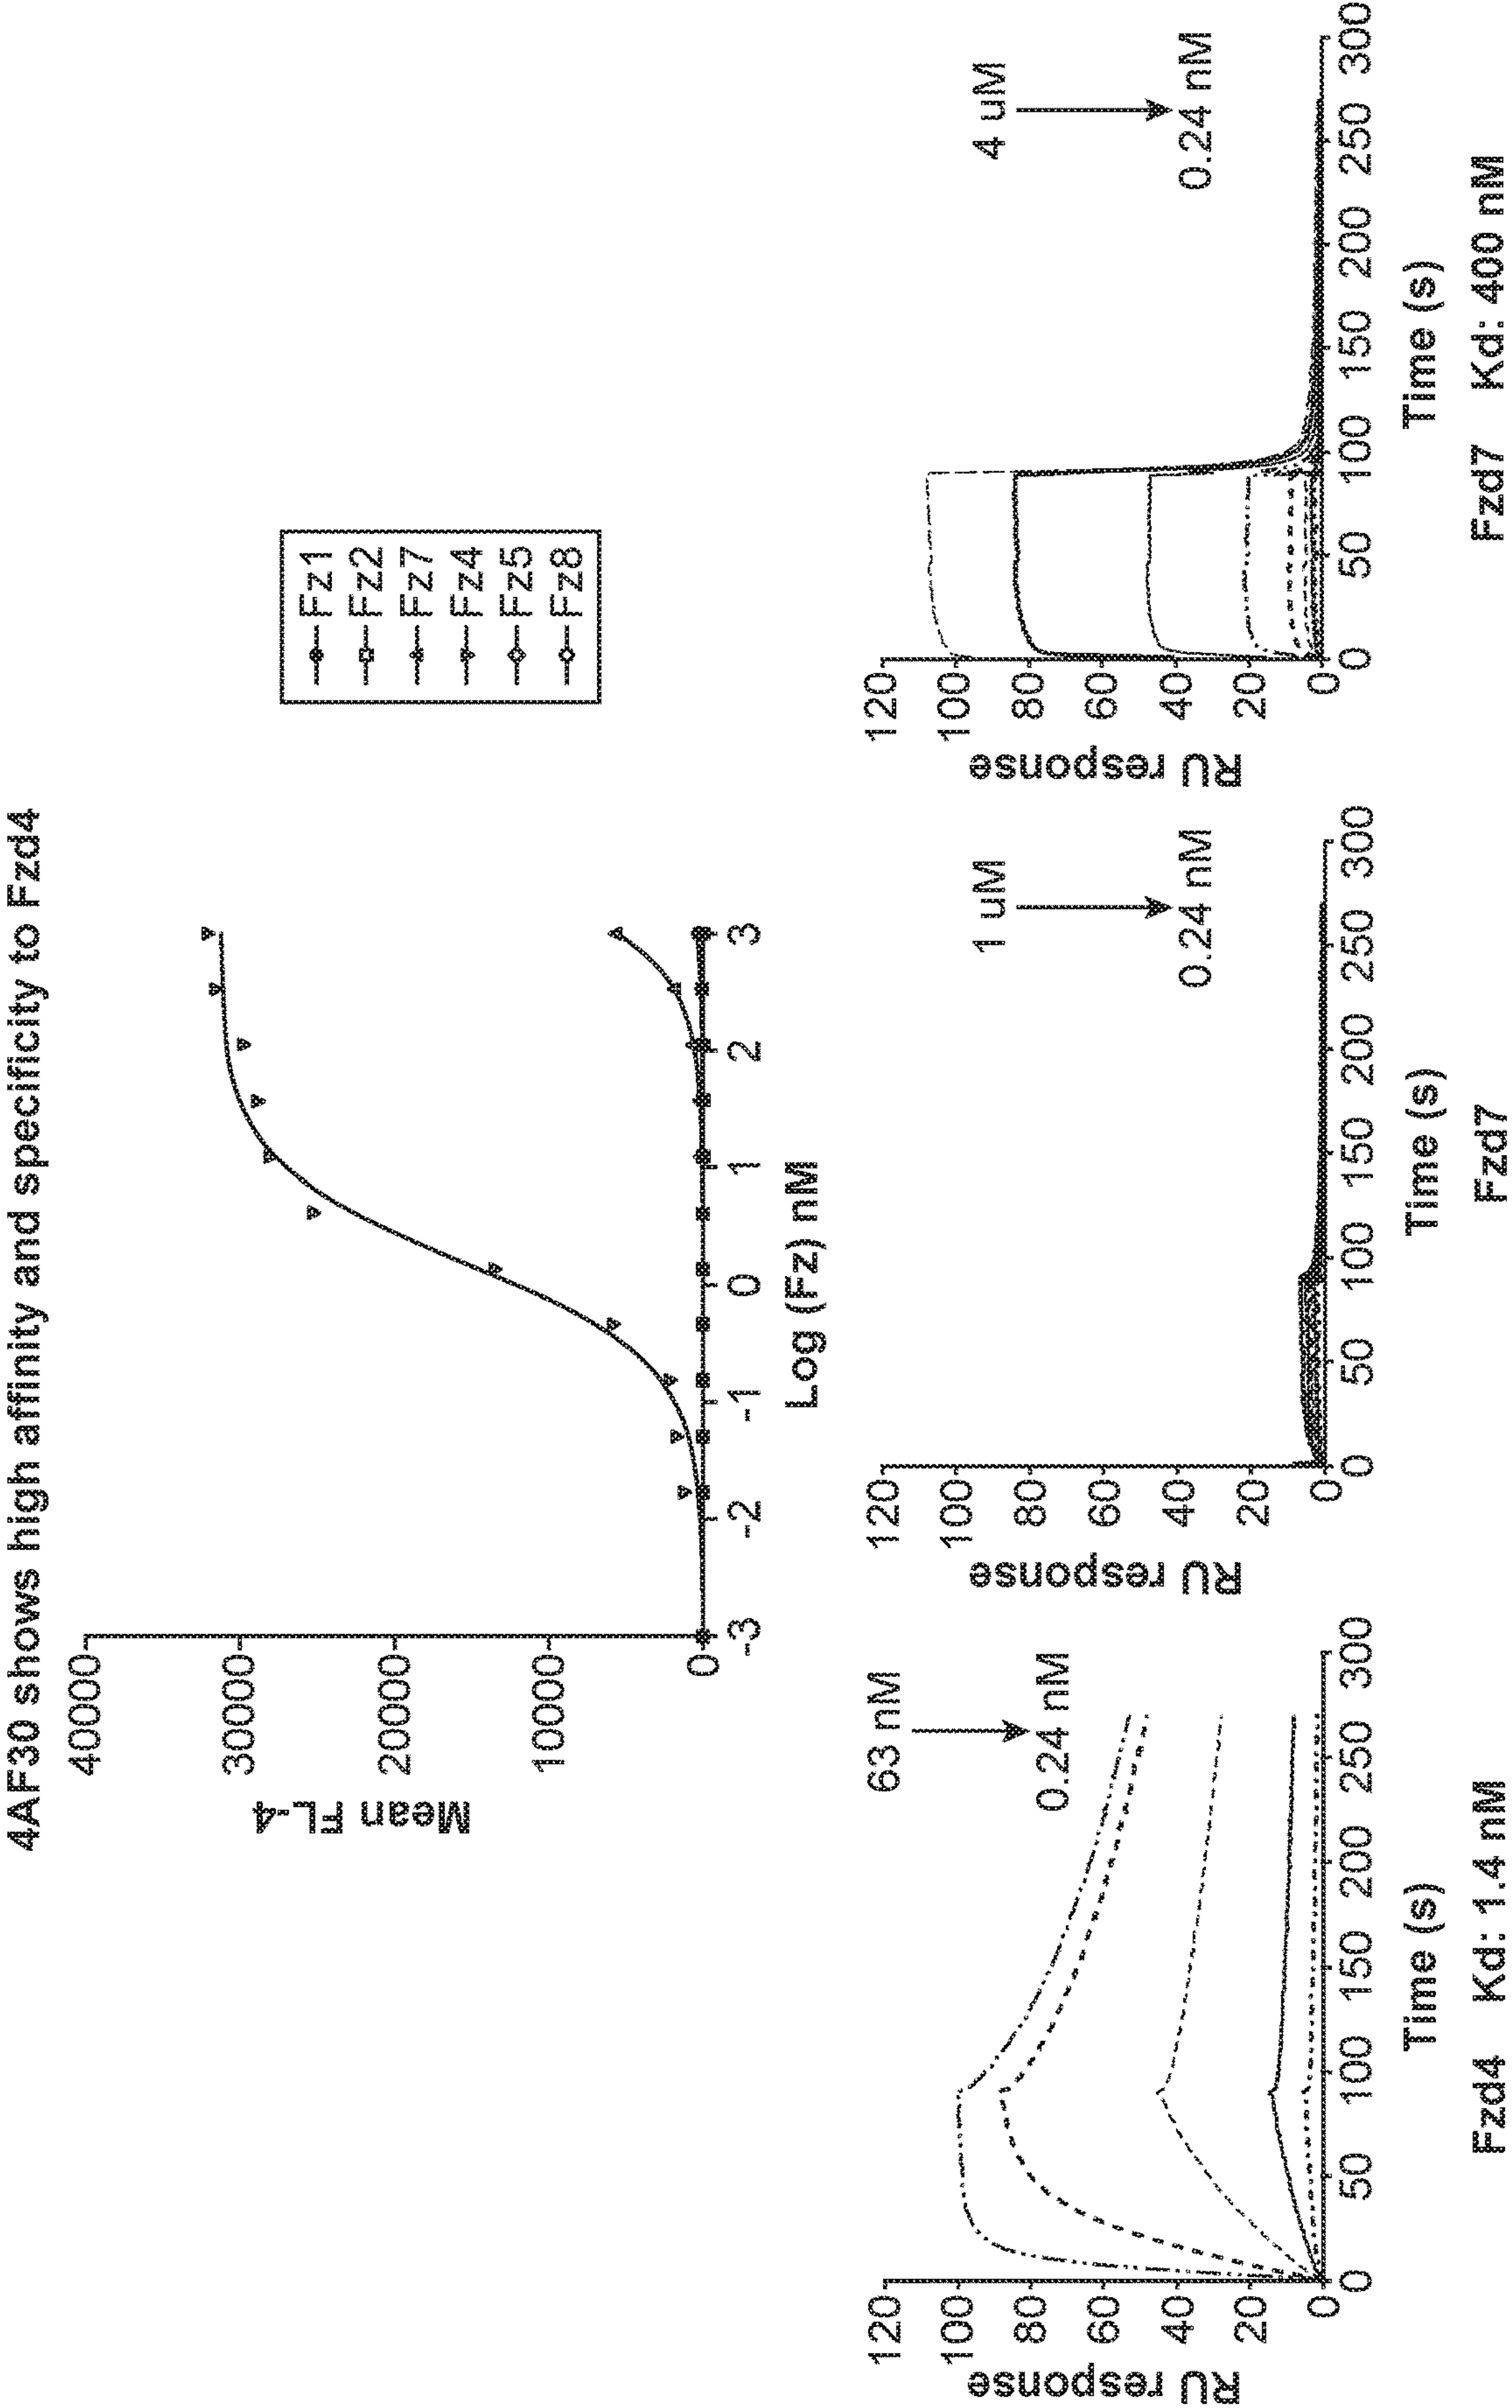 4AF30 shows high affinity and specificity to Fzd4
Mean FL-4
40000
30000
20000
10000
0
-3 -2 -1 0 1 2 3
Log (Fz) nM
Fz1
Fz2
Fz7
Fz4
Fz5
Fz8
RU response
120
100
80
60
40
20
0
63 nM
0.24 nM
0 50 100 150 200 250 300
Time (s)
Fzd4 Kd: 1.4 nM
RU response
120
100
80
60
40
20
0
1 uM
0.24 nM
0 50 100 150 200 250 300
Time (s)
Fzd7
RU response
120
100
80
60
40
20
0
4 uM
0.24 nM
0 50 100 150 200 250 300
Time (s)
Fzd7 Kd: 400 nM